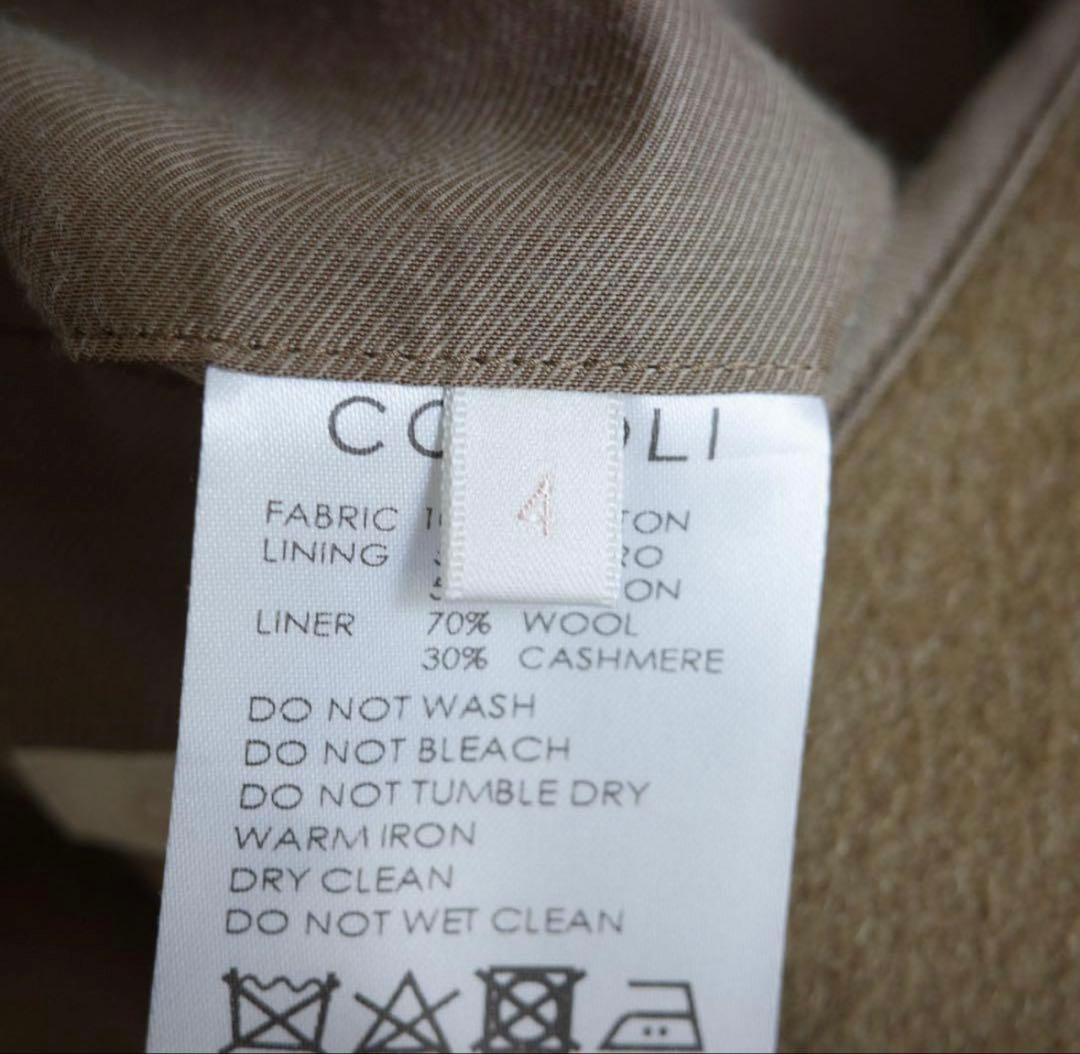 4
FABRIC
LINING
LINER 70% WOOL
30% CASHMERE
DO NOT WASH
DO NOT BLEACH
DO NOT TUMBLE DRY
WARM IRON
DRY CLEAN
DO NOT WET CLEAN